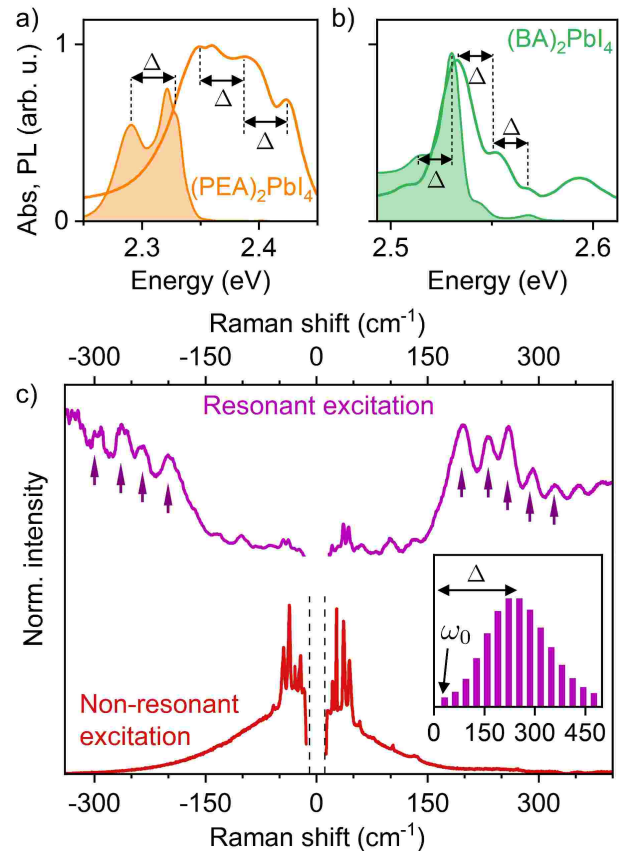 a)
b)
Abs, PL (arb. u.)
1
0
Δ
Δ
Δ
(PEA)₂PbI₄
2.3
2.4
Energy (eV)
(BA)₂PbI₄
Δ
Δ
Δ
2.5
2.6
Energy (eV)
Raman shift (cm⁻¹)
-300
-150
0
150
300
c)
Resonant excitation
Norm. intensity
Non-resonant
excitation
Δ
ω₀
0
150
300
450
-300
-150
0
150
300
Raman shift (cm⁻¹)